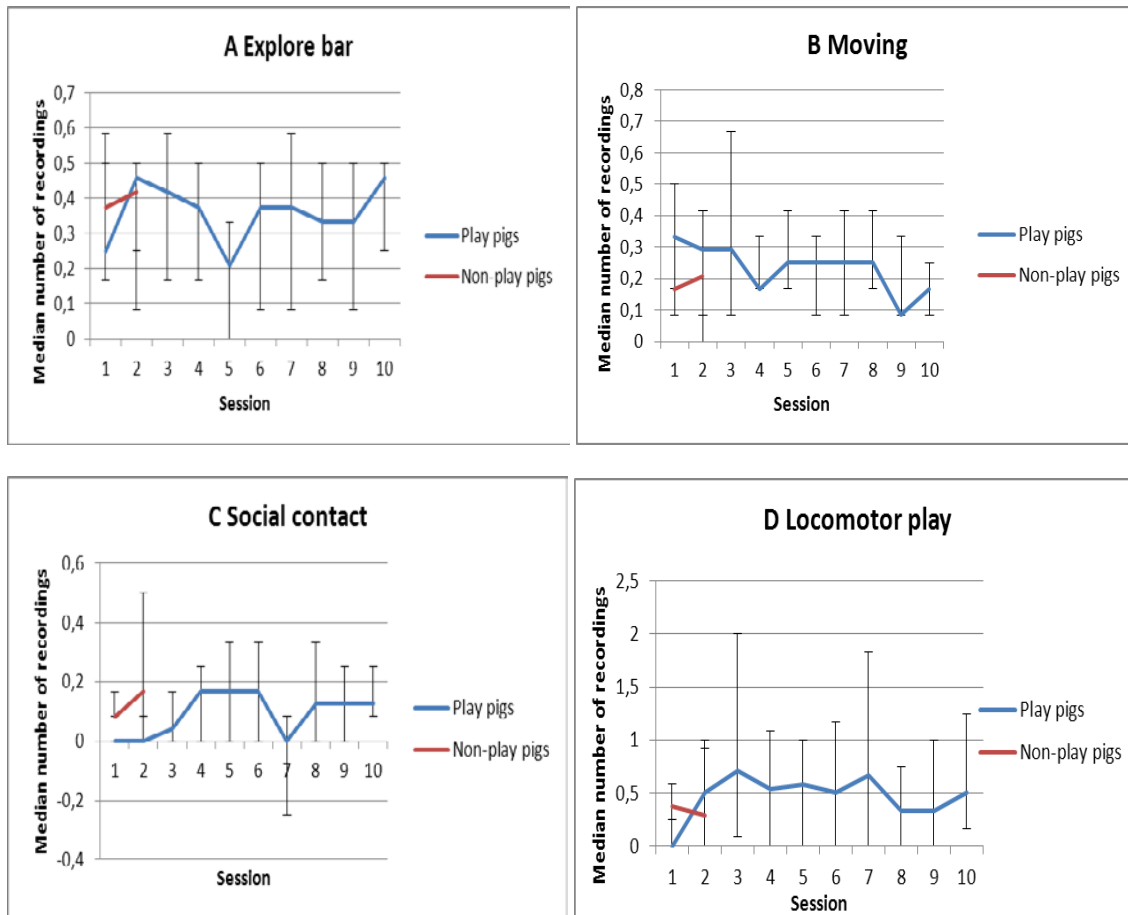 A Explore bar
Median number of recordings
0,7
0,6
0,5
0,4
0,3
0,2
0,1
0
1 2 3 4 5 6 7 8 9 10
Session
Play pigs
Non-play pigs
B Moving
Median number of recordings
0,8
0,7
0,6
0,5
0,4
0,3
0,2
0,1
0
1 2 3 4 5 6 7 8 9 10
Session
Play pigs
Non-play pigs
C Social contact
Median number of recordings
0,6
0,4
0,2
0
-0,2
-0,4
1 2 3 4 5 6 7 8 9 10
Session
Play pigs
Non-play pigs
D Locomotor play
Median number of recordings
2,5
2
1,5
1
0,5
0
1 2 3 4 5 6 7 8 9 10
Session
Play pigs
Non-play pigs